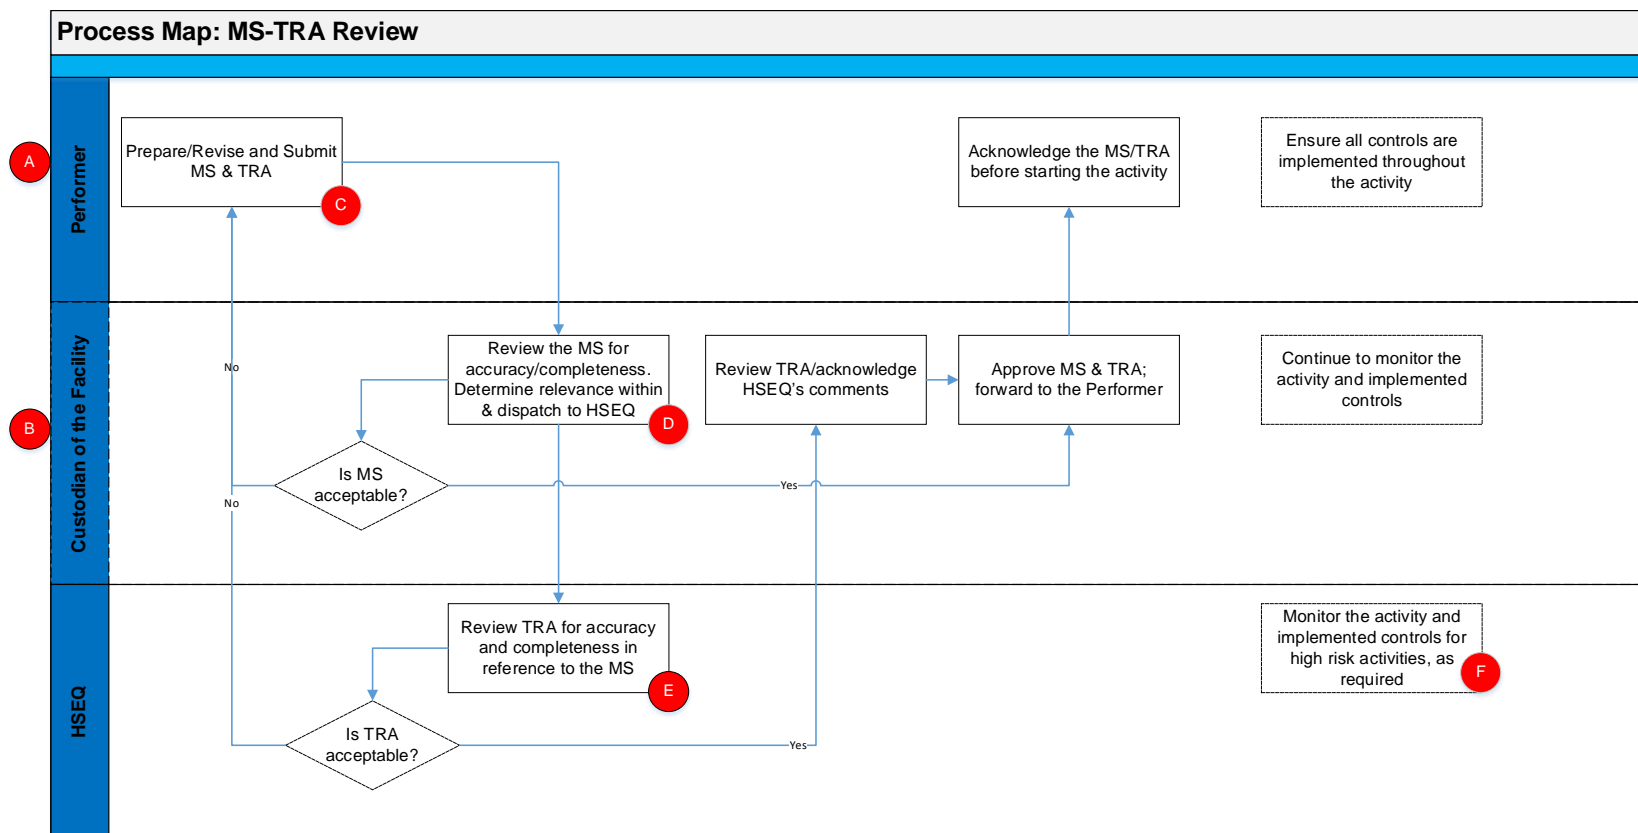 Process Map: MS-TRA Review
A
Performer
Prepare/Revise and Submit
MS & TRA
C
Acknowledge the MS/TRA
before starting the activity
Ensure all controls are
implemented throughout
the activity
B
Custodian of the Facility
No
Review the MS for
accuracy/completeness.
Determine relevance within
& dispatch to HSEQ
D
Review TRA/acknowledge
HSEQ's comments
Approve MS & TRA;
forward to the Performer
Continue to monitor the
activity and implemented
controls
Is MS
acceptable?
Yes
No
HSEQ
Review TRA for accuracy
and completeness in
reference to the MS
E
Monitor the activity and
implemented controls for
high risk activities, as
required
F
Is TRA
acceptable?
Yes